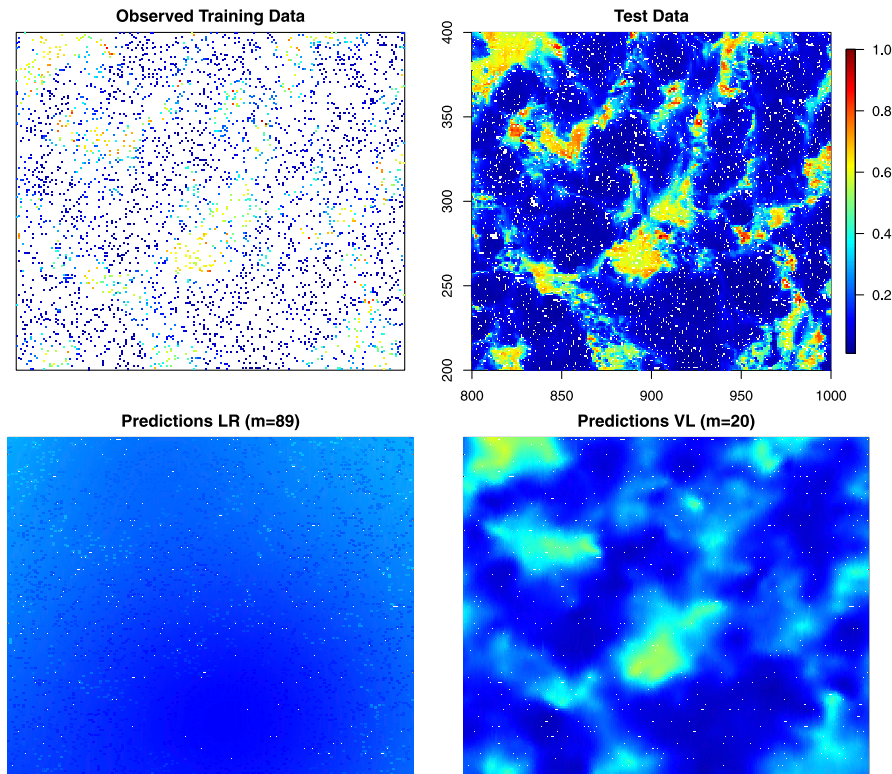 Observed Training Data
Test Data
400
350
300
250
200
800 850 900 950 1000
1.0
0.8
0.6
0.4
0.2
Predictions LR (m=89)
Predictions VL (m=20)